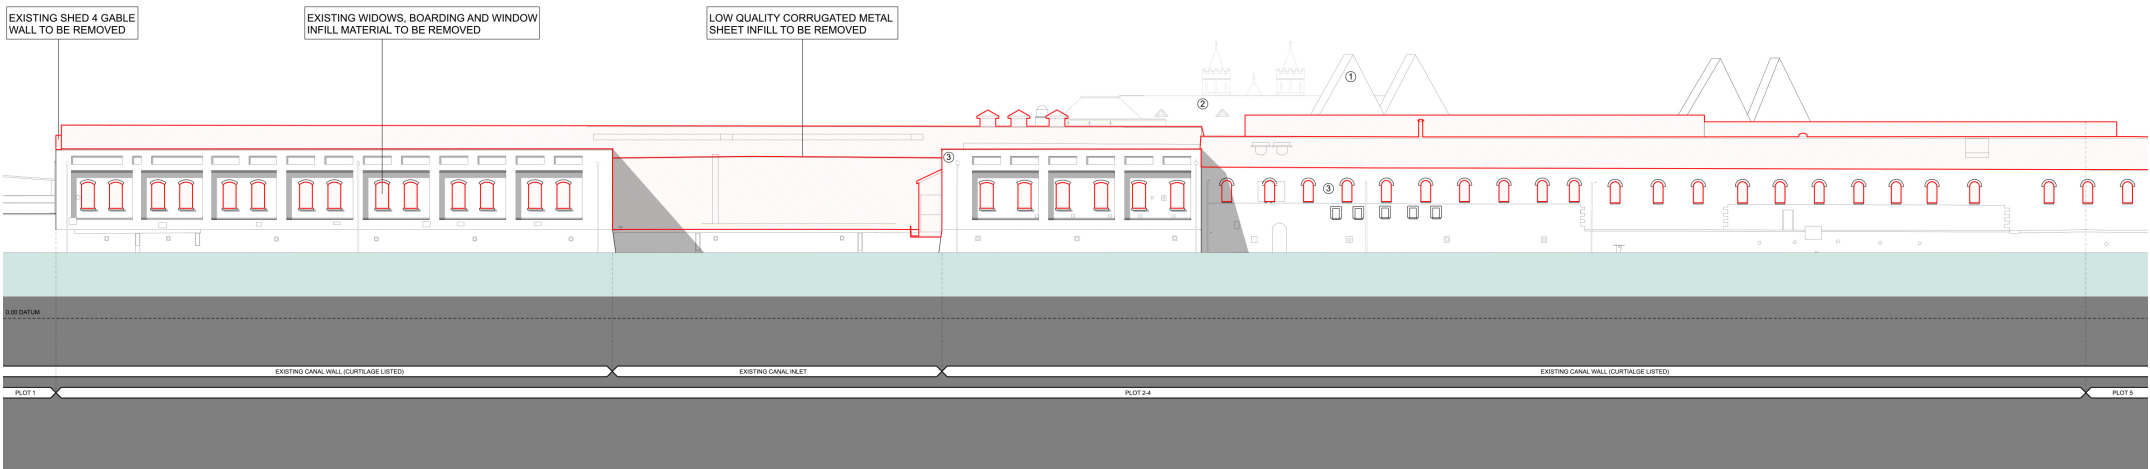 EXISTING SHED 4 GABLE
WALL TO BE REMOVED
EXISTING WIDOWS, BOARDING AND WINDOW
INFILL MATERIAL TO BE REMOVED
LOW QUALITY CORRUGATED METAL
SHEET INFILL TO BE REMOVED
1
2
3
3
0.00 DATUM
EXISTING CANAL WALL (CURTILAGE LISTED)
EXISTING CANAL INLET
EXISTING CANAL WALL (CURTIALGE LISTED)
PLOT 1
PLOT 2-4
PLOT 5